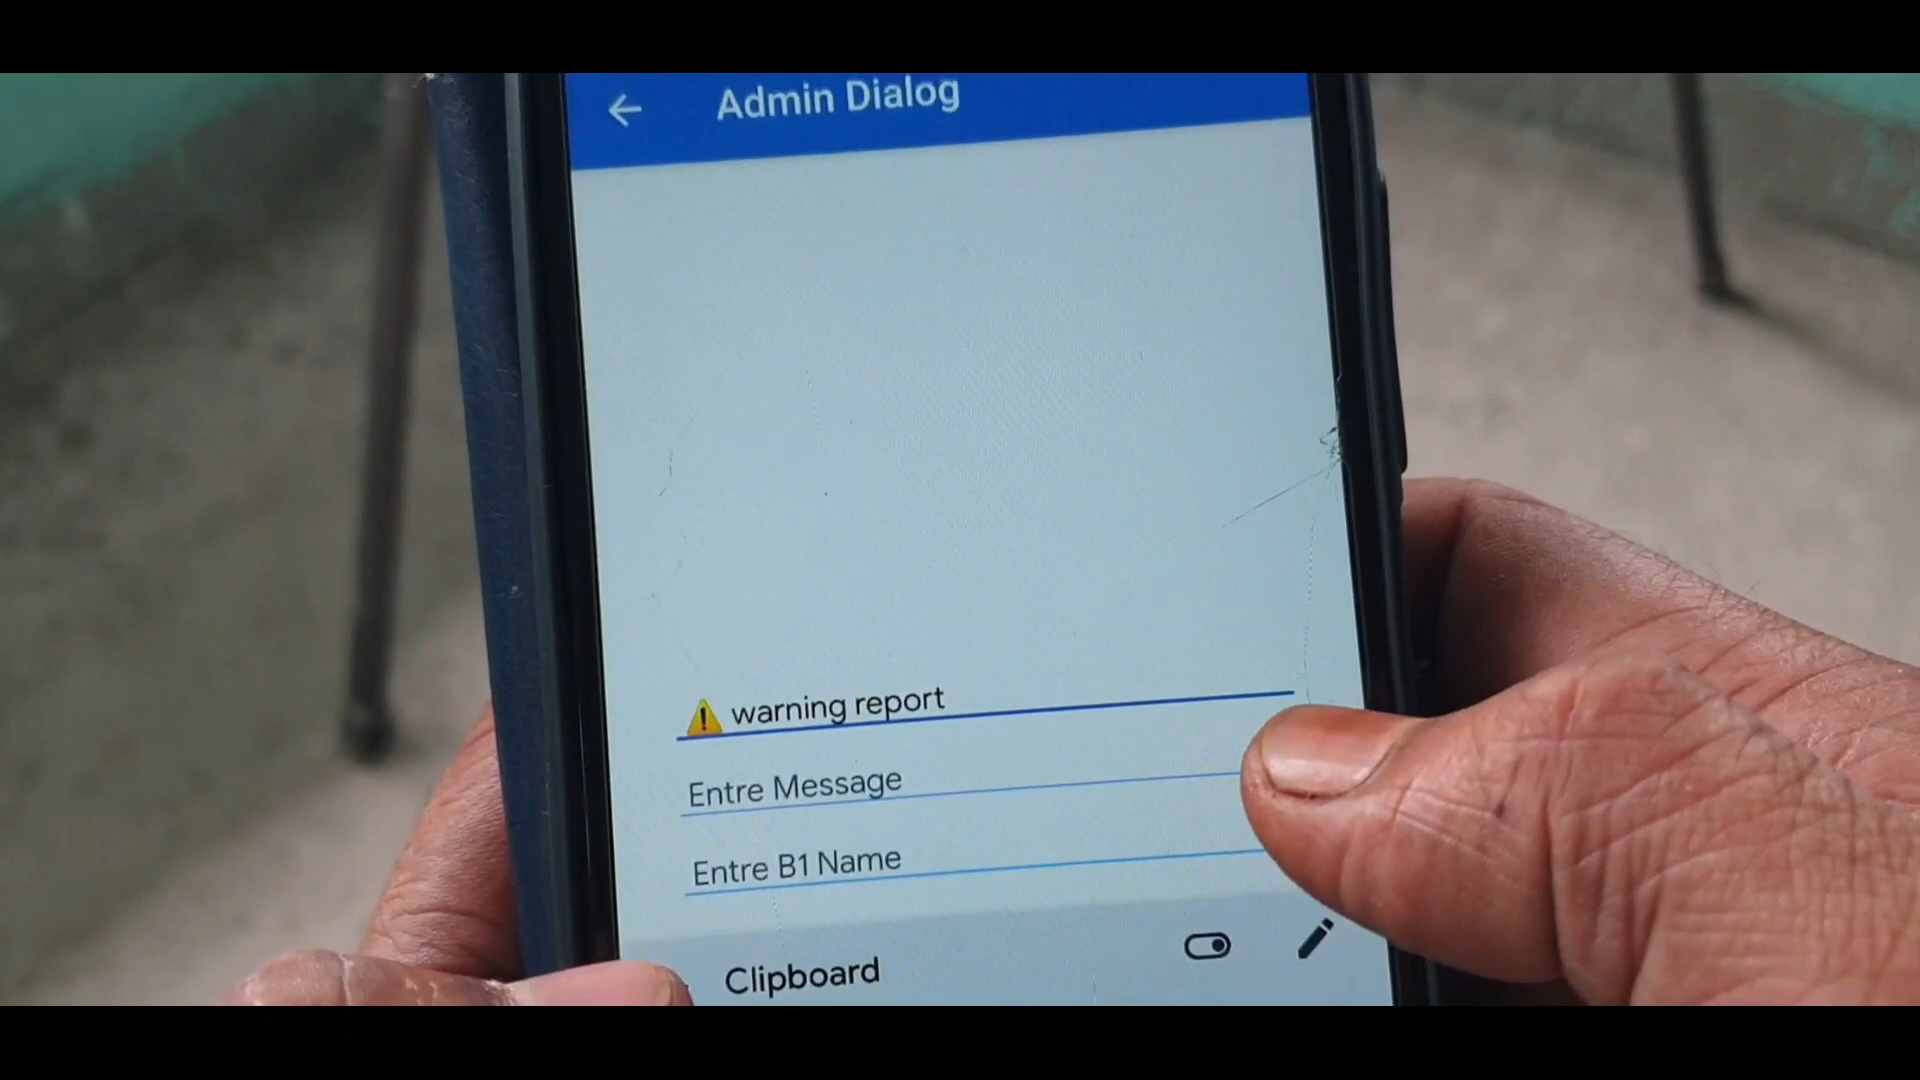 Admin Dialog
⚠ warning report
Entre Message
Entre B1 Name
Clipboard